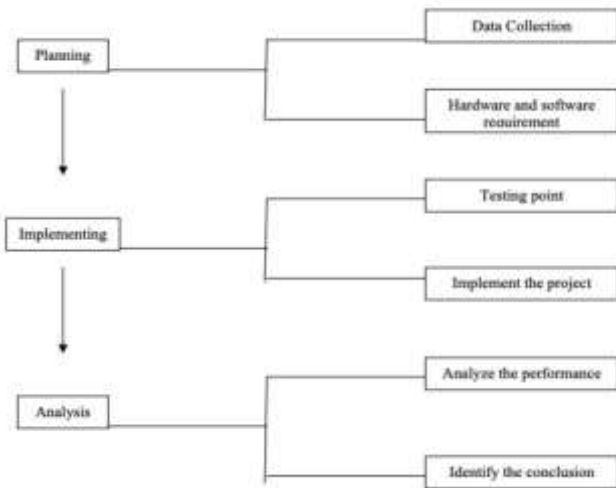 Data Collection
Planning
Hardware and software
requirement
Testing point
Implementing
Implement the project
Analyze the performance
Analysis
Identify the conclusion